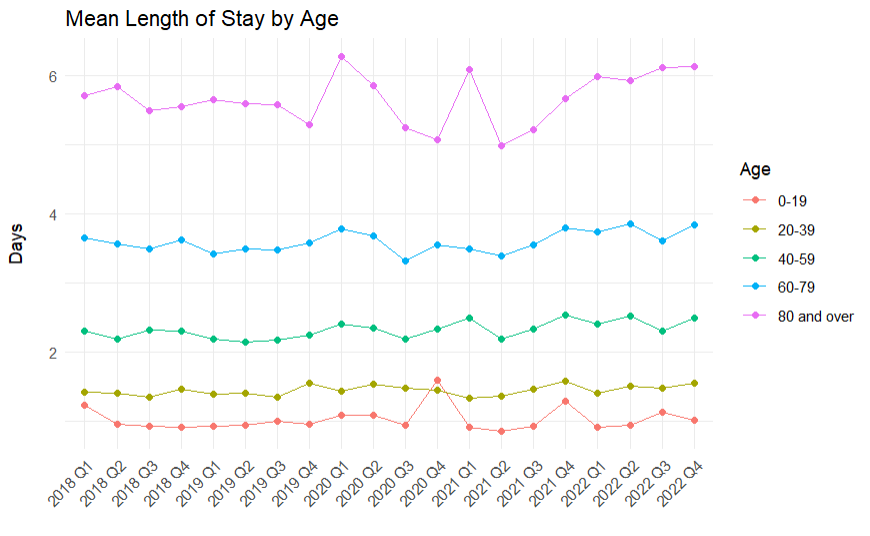 Mean Length of Stay by Age
6
4
2
Days
2018 Q1
2018 Q2
2018 Q3
2018 Q4
2019 Q1
2019 Q2
2019 Q3
2019 Q4
2020 Q1
2020 Q2
2020 Q3
2020 Q4
2021 Q1
2021 Q2
2021 Q3
2021 Q4
2022 Q1
2022 Q2
2022 Q3
2022 Q4
Age
0-19
20-39
40-59
60-79
80 and over